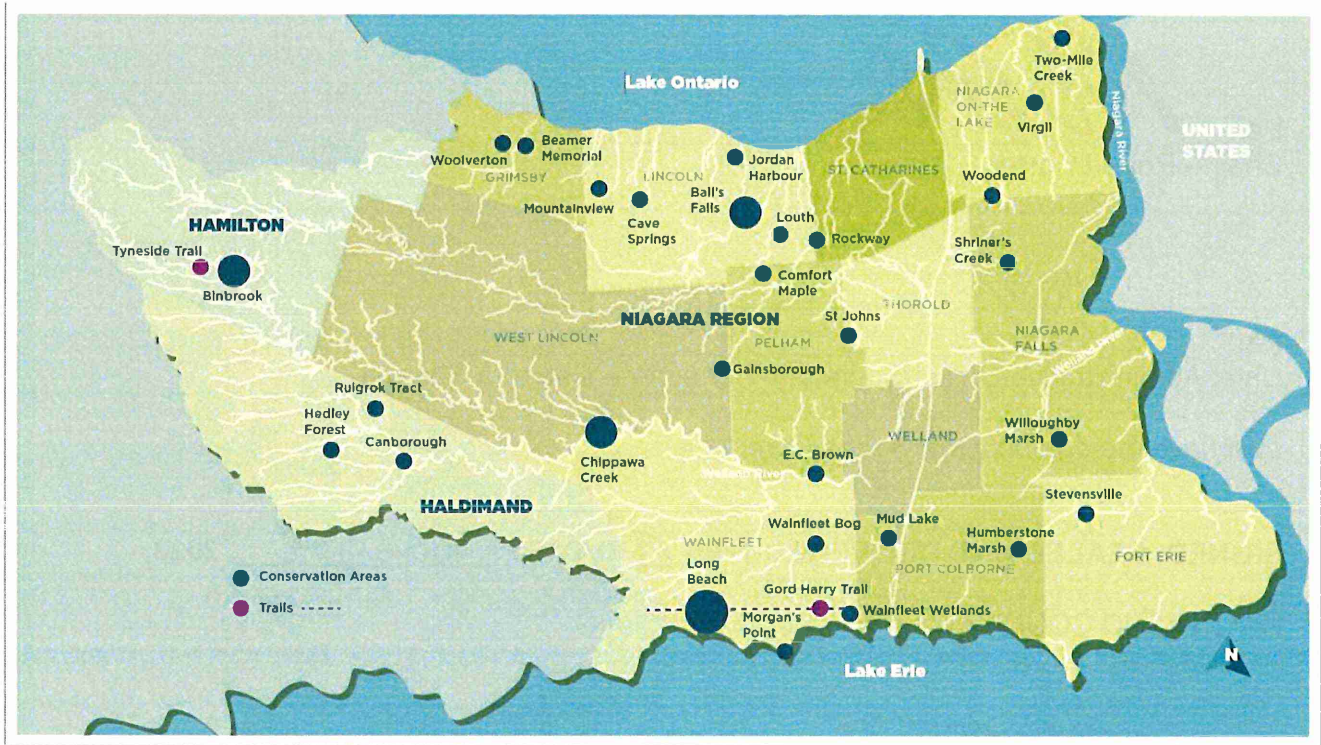 Lake Ontario
Two-Mile
Creek
NIAGARA
ON-THE
LAKE
Virgil
Niagara River
UNITED
STATES
Woolverton
Beamer
Memorial
GRIMSBY
Mountainview
LINCOLN
Cave
Springs
Jordan
Harbour
Ball's
Falls
Louth
Rockway
ST. CATHARINES
Woodend
Shriner's
Creek
HAMILTON
Tyneside Trail
Binbrook
Comfort
Maple
THOROLD
NIAGARA REGION
St Johns
WEST LINCOLN
PELHAM
NIAGARA
FALLS
Welland River
Gainsborough
Ruigrok Tract
Hedley
Forest
Canborough
Chippawa
Creek
WELLAND
Willoughby
Marsh
E.C. Brown
Welland River
Stevensville
HALDIMAND
Wainfleet Bog
Mud Lake
Humberstone
Marsh
WAINFLEET
PORT COLBORNE
FORT ERIE
Long
Beach
Gord Harry Trail
Wainfleet Wetlands
Morgan's
Point
Conservation Areas
Trails
Lake Erie
N